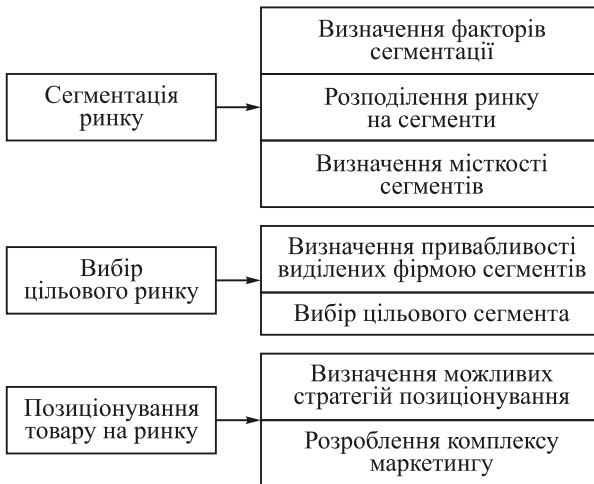 Сегментація
ринку
Визначення факторів
сегментації
Розподілення ринку
на сегменти
Визначення місткості
сегментів
Вибір
цільового ринку
Визначення привабливості
виділених фірмою сегментів
Вибір цільового сегмента
Позиціонування
товару на ринку
Визначення можливих
стратегій позиціонування
Розроблення комплексу
маркетингу